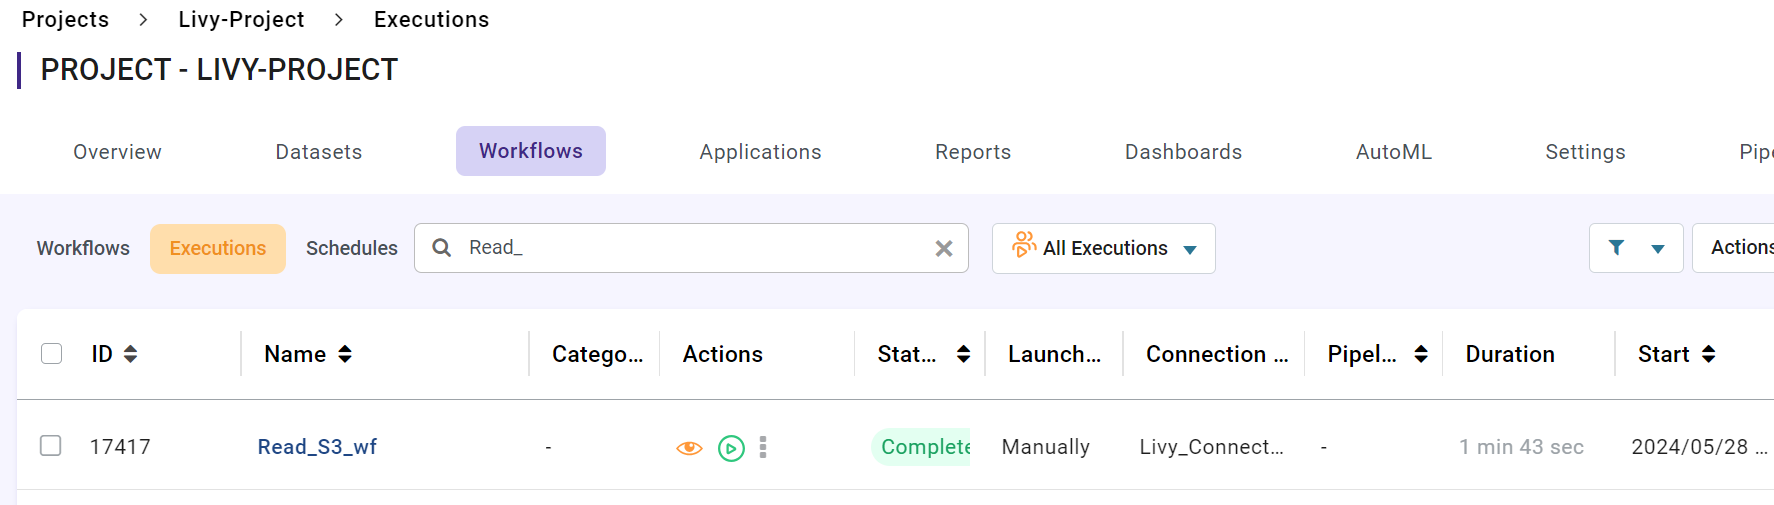 Projects > Livy-Project > Executions
PROJECT - LIVY-PROJECT
Overview Datasets Workflows Applications Reports Dashboards AutoML Settings Pipe
Workflows Executions Schedules Read_ All Executions Actions
ID Name Catego... Actions Stat... Launch... Connection ... Pipel... Duration Start
17417 Read_S3_wf - Complete Manually Livy_Connect... - 1 min 43 sec 2024/05/28 ...